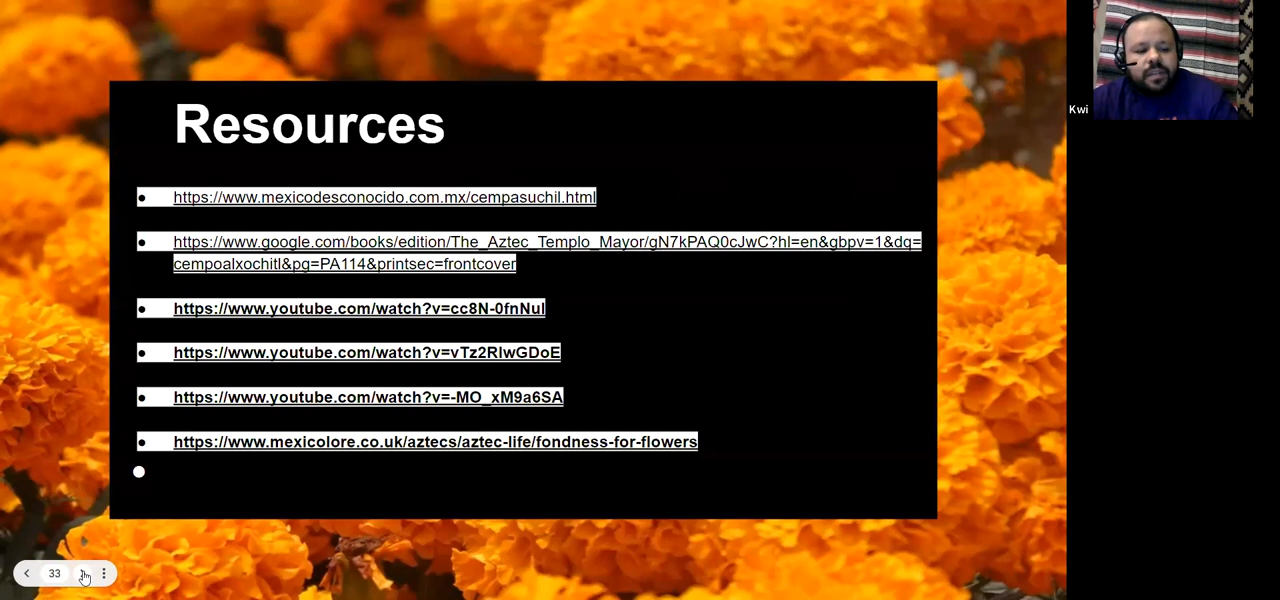 Resources
Kwi
● https://www.mexicodesconocido.com.mx/cempasuchil.html
● https://www.google.com/books/edition/The_Aztec_Templo_Mayor/gN7kPAQ0cJwC?hl=en&gbpv=1&dq=
cempoalxochitl&pg=PA114&printsec=frontcover
● https://www.youtube.com/watch?v=cc8N-0fnNuI
● https://www.youtube.com/watch?v=vTz2RlwGDoE
● https://www.youtube.com/watch?v=-MO_xM9a6SA
● https://www.mexicolore.co.uk/aztecs/aztec-life/fondness-for-flowers
●
33